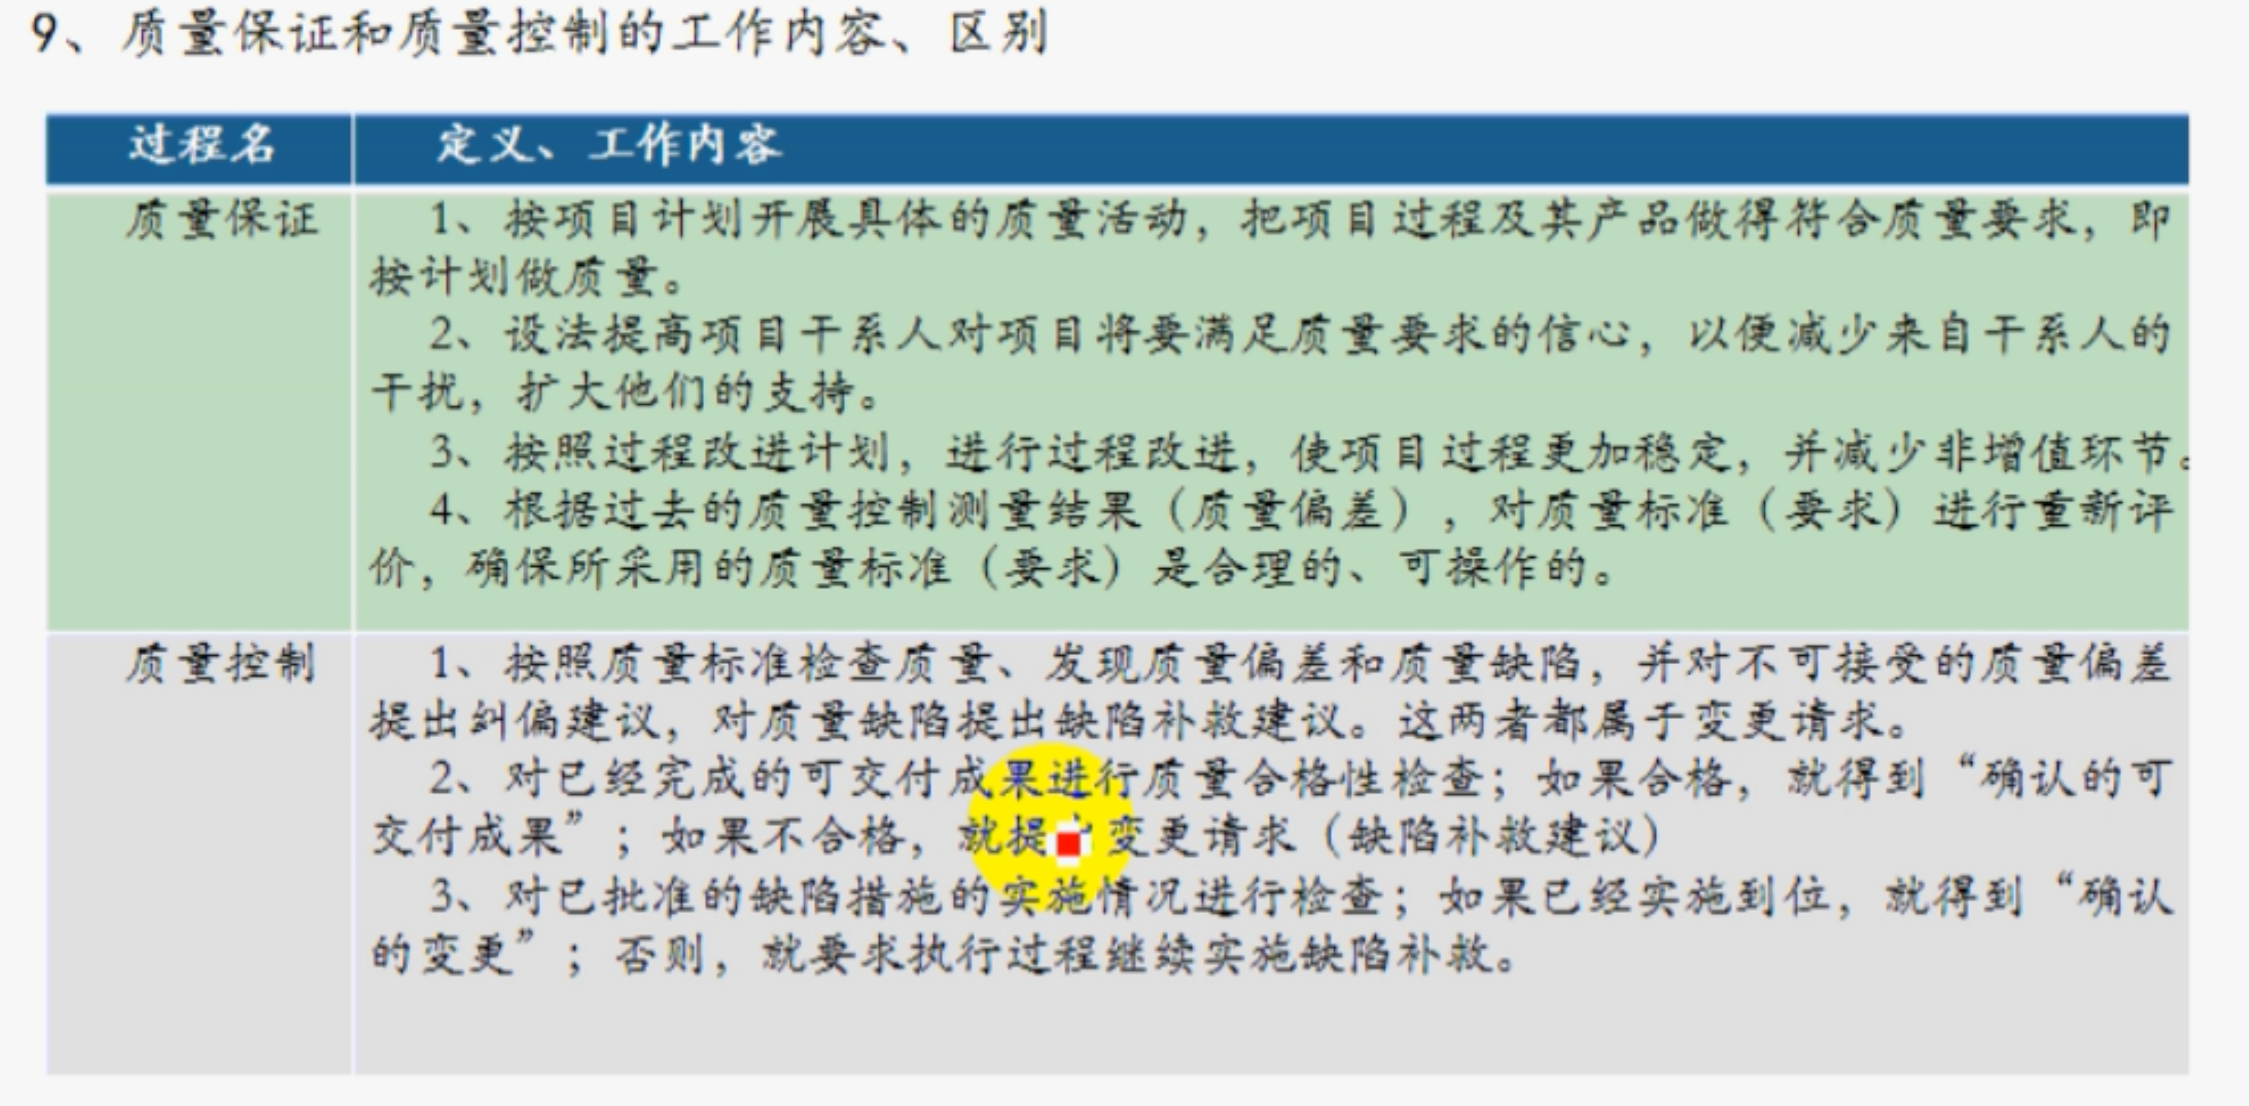 9、质量保证和质量控制的工作内容、区别
过程名
定义、工作内容
质量保证
1、按项目计划开展具体的质量活动，把项目过程及其产品做得符合质量要求，即
按计划做质量。
2、设法提高项目干系人对项目将要满足质量要求的信心，以便减少来自干系人的
干扰，扩大他们的支持。
3、按照过程改进计划，进行过程改进，使项目过程更加稳定，并减少非增值环节。
4、根据过去的质量控制测量结果（质量偏差），对质量标准（要求）进行重新评
价，确保所采用的质量标准（要求）是合理的、可操作的。
质量控制
1、按照质量标准检查质量、发现质量偏差和质量缺陷，并对不可接受的质量偏差
提出纠偏建议，对质量缺陷提出缺陷补救建议。这两者都属于变更请求。
2、对已经完成的可交付成果进行质量合格性检查；如果合格，就得到“确认的可
交付成果”；如果不合格，就提变更请求（缺陷补救建议）
3、对已批准的缺陷措施的实施情况进行检查；如果已经实施到位，就得到“确认
的变更”；否则，就要求执行过程继续实施缺陷补救。